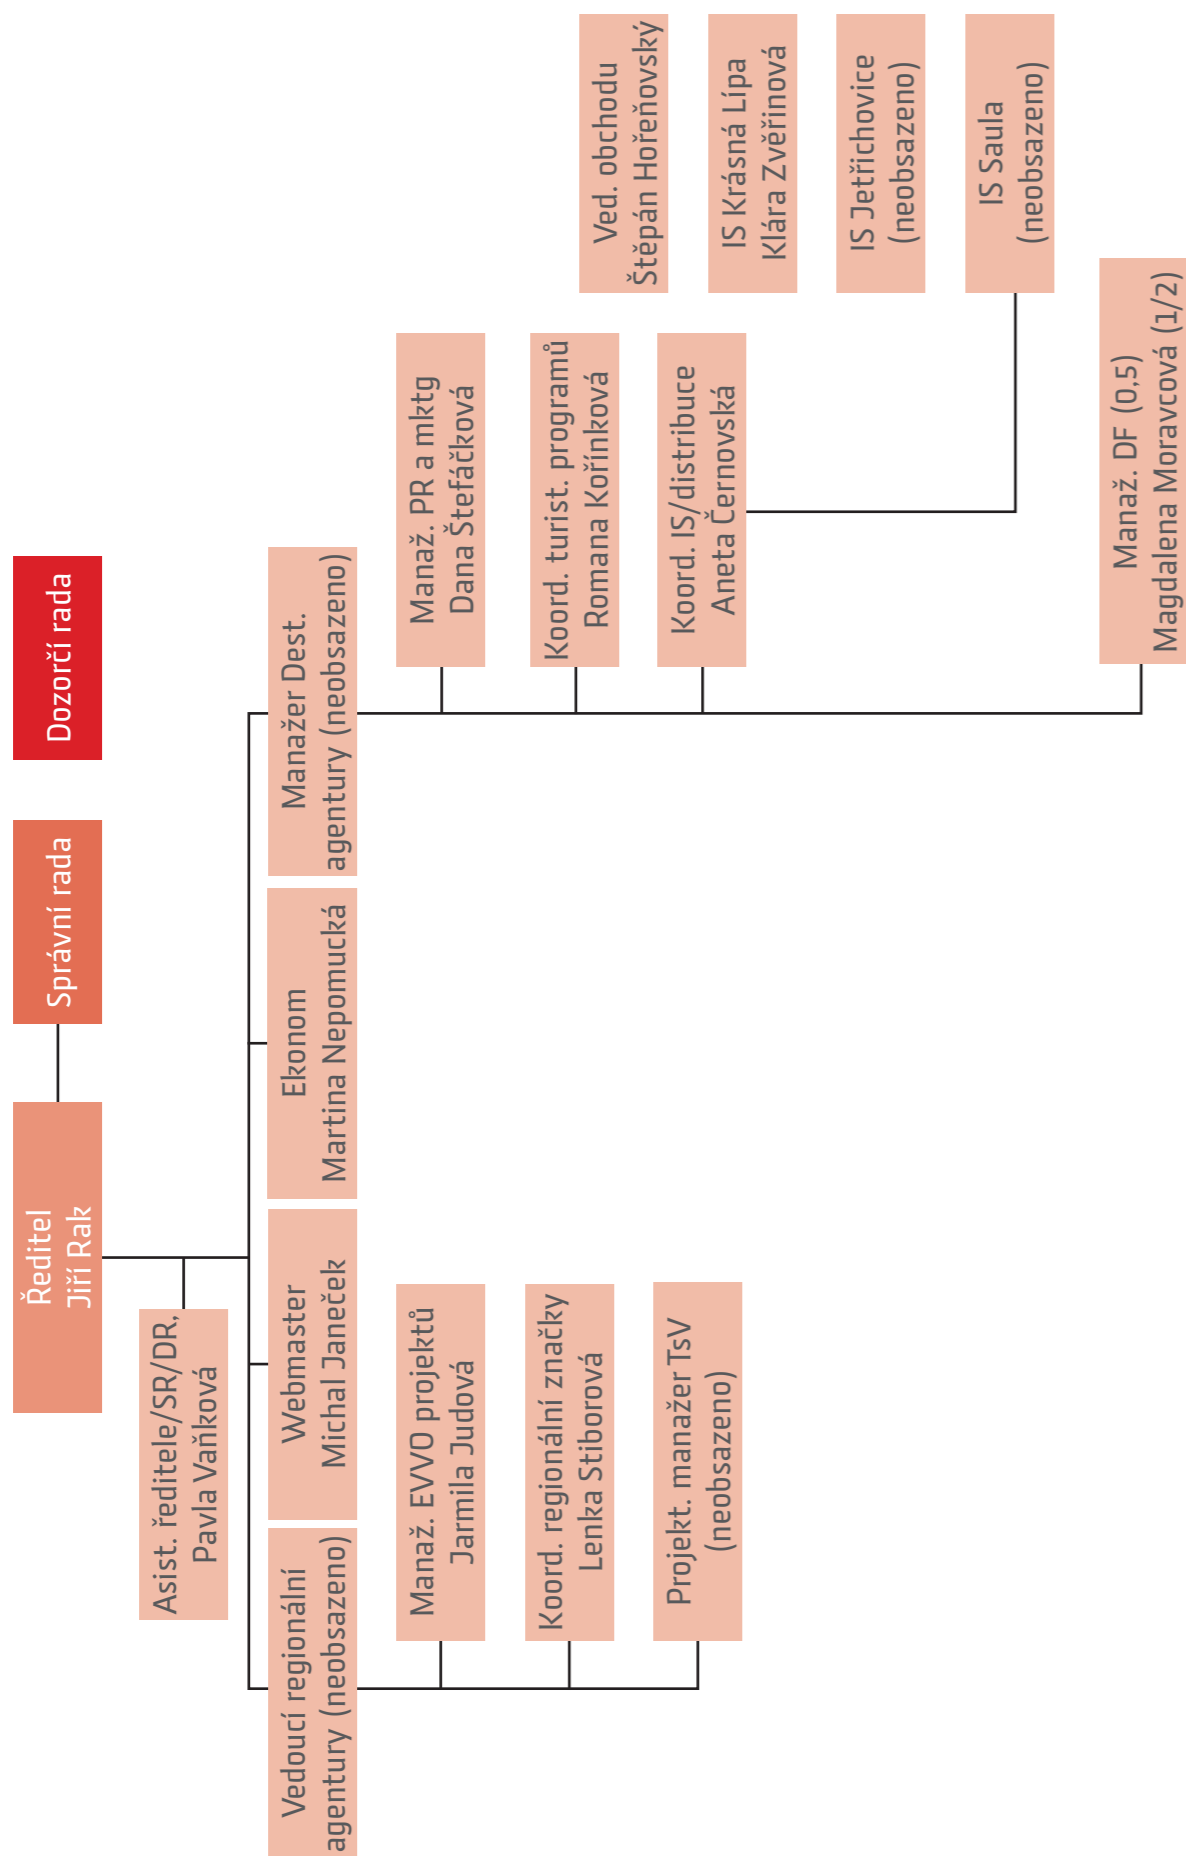 Ředitel
Jiří Rak
Správní rada
Dozorčí rada
Asist. ředitele/SR/DR,
Pavla Vaňková
Vedoucí regionální
agentury (neobsazeno)
Webmaster
Michal Janeček
Ekonom
Martina Nepomucká
Manažer Dest.
agentury (neobsazeno)
Manaž. EVVO projektů
Jarmila Judová
Koord. regionální značky
Lenka Stiborová
Projekt. manažer TsV
(neobsazeno)
Manaž. PR a mktg
Dana Štefáčková
Koord. turist. programů
Romana Kořínková
Koord. IS/distribuce
Aneta Černovská
Ved. obchodu
Štěpán Hořeňovský
IS Krásná Lípa
Klára Zvěřinová
IS Jetřichovice
(neobsazeno)
IS Saula
(neobsazeno)
Manaž. DF (0,5)
Magdalena Moravcová (1/2)